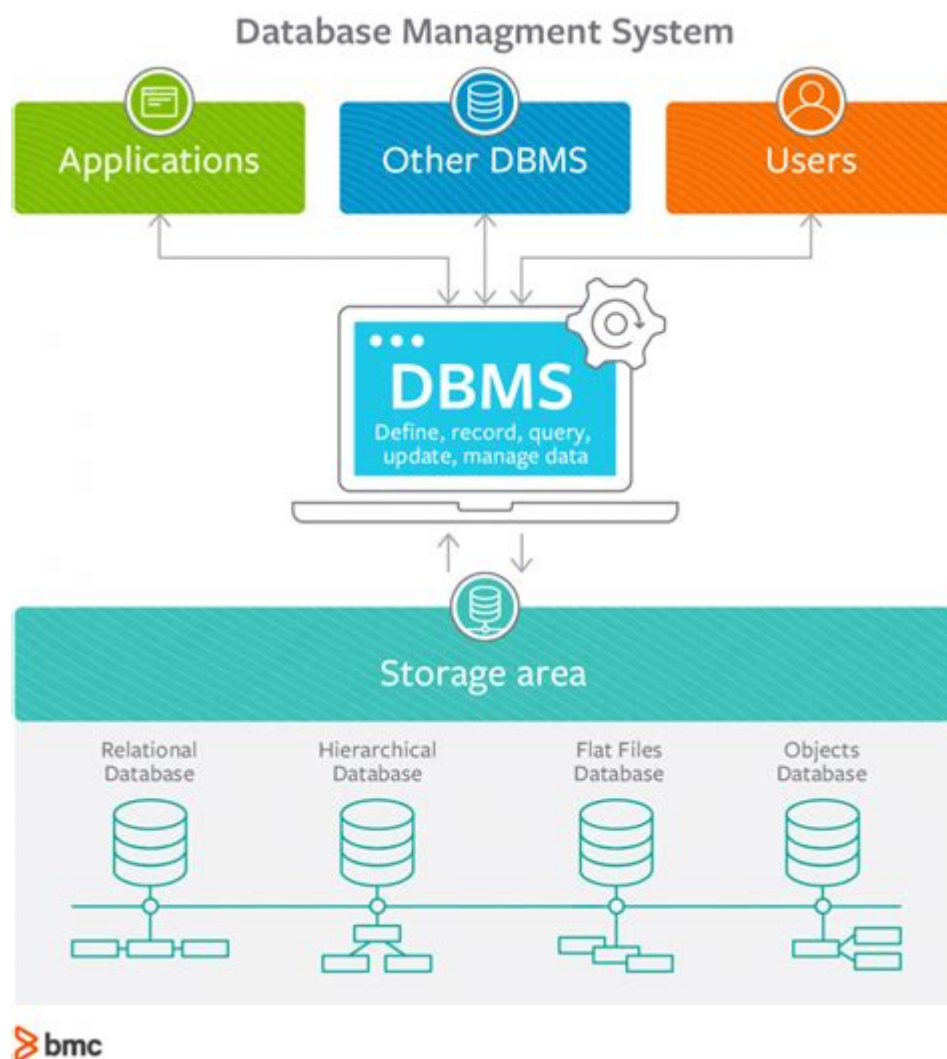 Database Managment System
Applications
Other DBMS
Users
DBMS
Define, record, query,
update, manage data
Storage area
Relational
Database
Hierarchical
Database
Flat Files
Database
Objects
Database
bmc